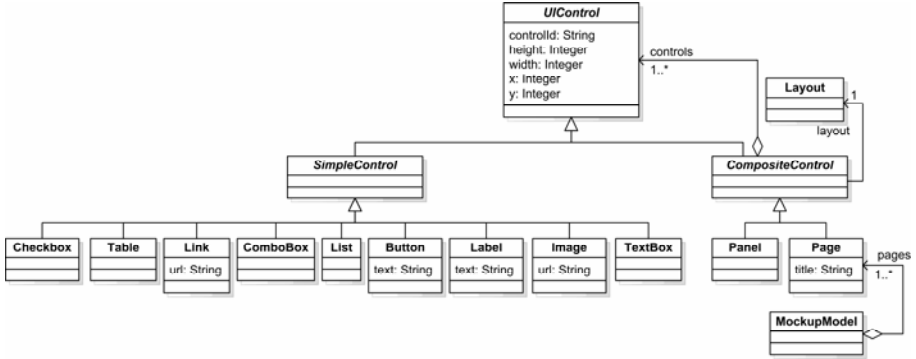 UIControl
controlId: String
height: Integer
width: Integer
x: Integer
y: Integer
controls
1..*
Layout
1
layout
SimpleControl
CompositeControl
Checkbox
Table
Link
url: String
ComboBox
List
Button
text: String
Label
text: String
Image
url: String
TextBox
Panel
Page
title: String
pages
1..*
MockupModel